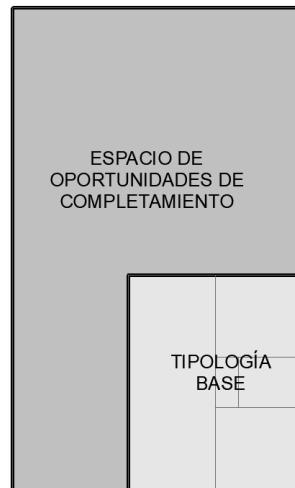 ESPACIO DE
OPORTUNIDADES DE
COMPLETAMIENTO
TIPOLOGÍA
BASE